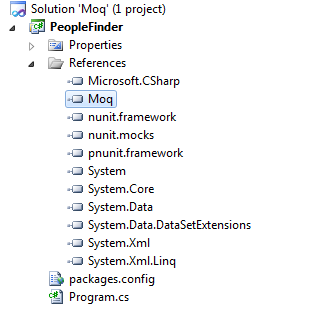 Solution 'Moq' (1 project)
PeopleFinder
Properties
References
Microsoft.CSharp
Moq
nunit.framework
nunit.mocks
pnunit.framework
System
System.Core
System.Data
System.Data.DataSetExtensions
System.Xml
System.Xml.Linq
packages.config
Program.cs